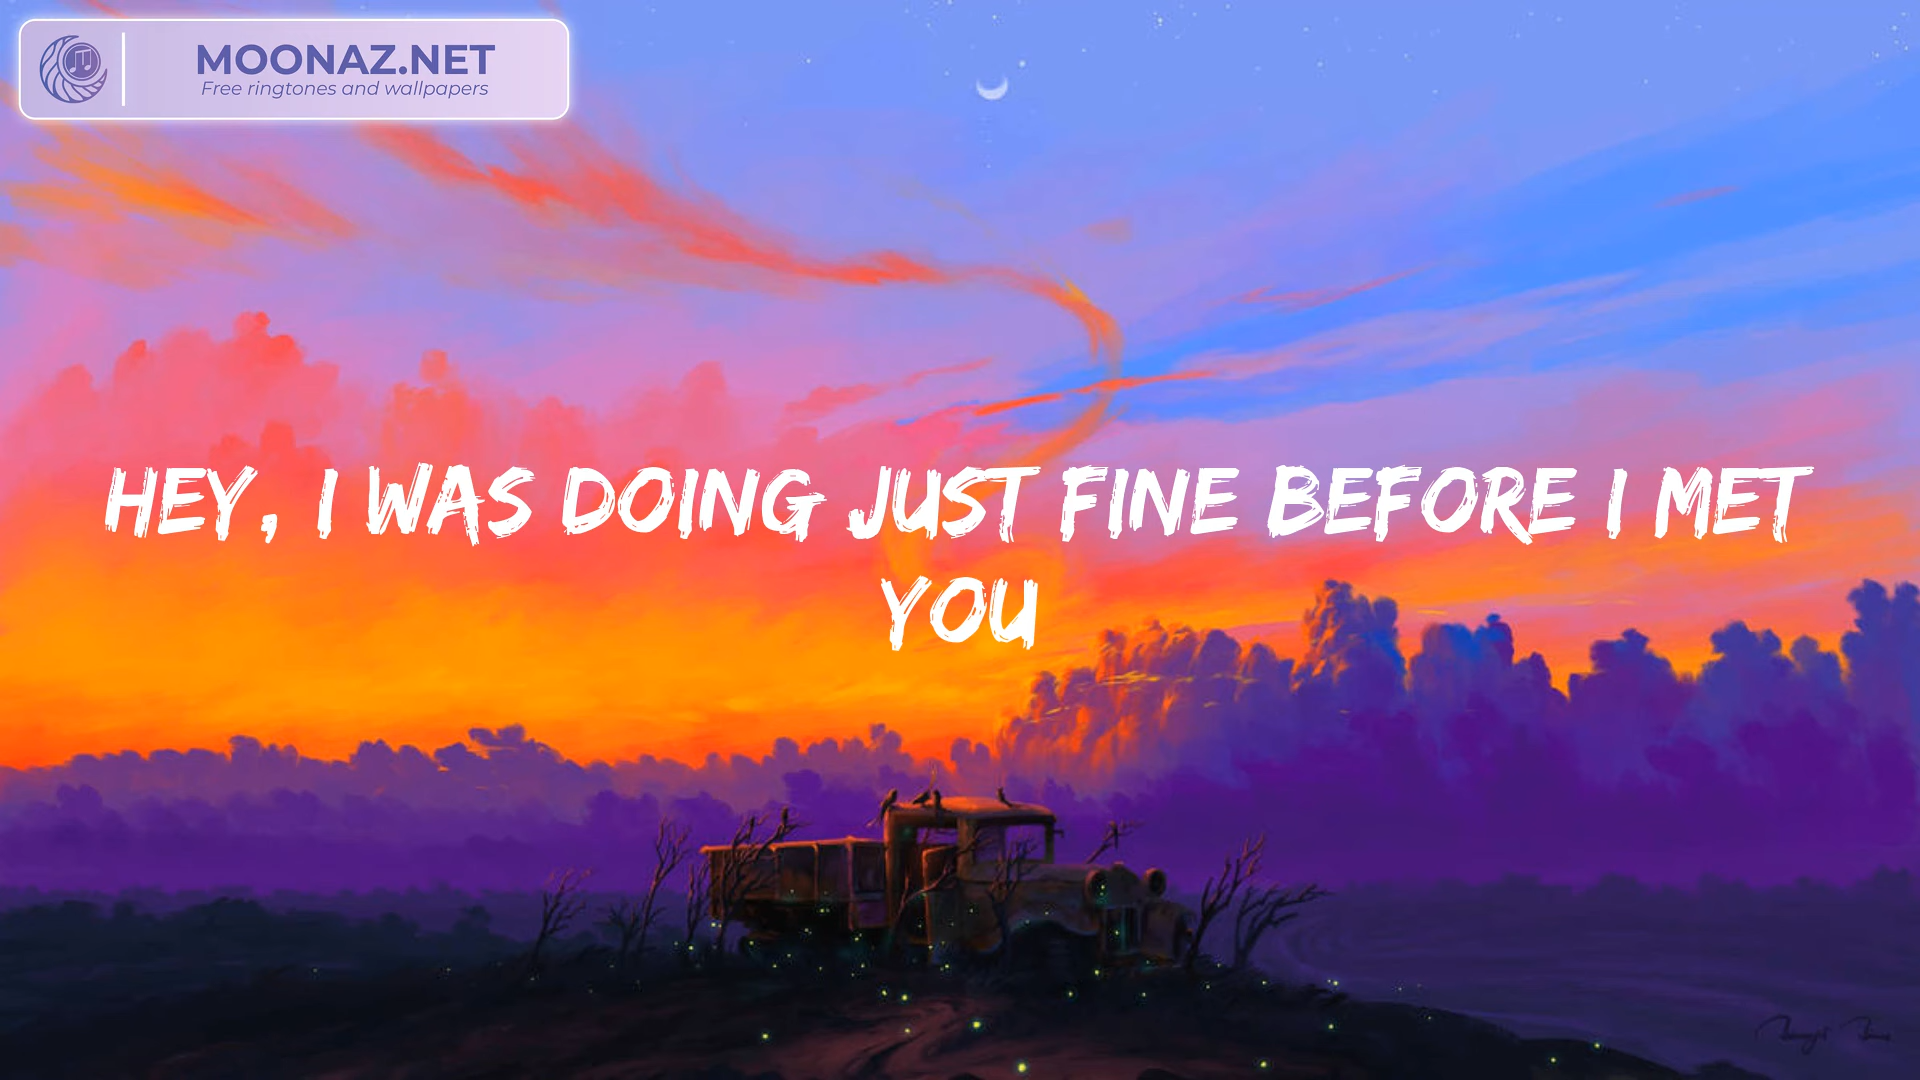 MOONAZ.NET
Free ringtones and wallpapers
HEY, I WAS DOING JUST FINE BEFORE I MET
YOU